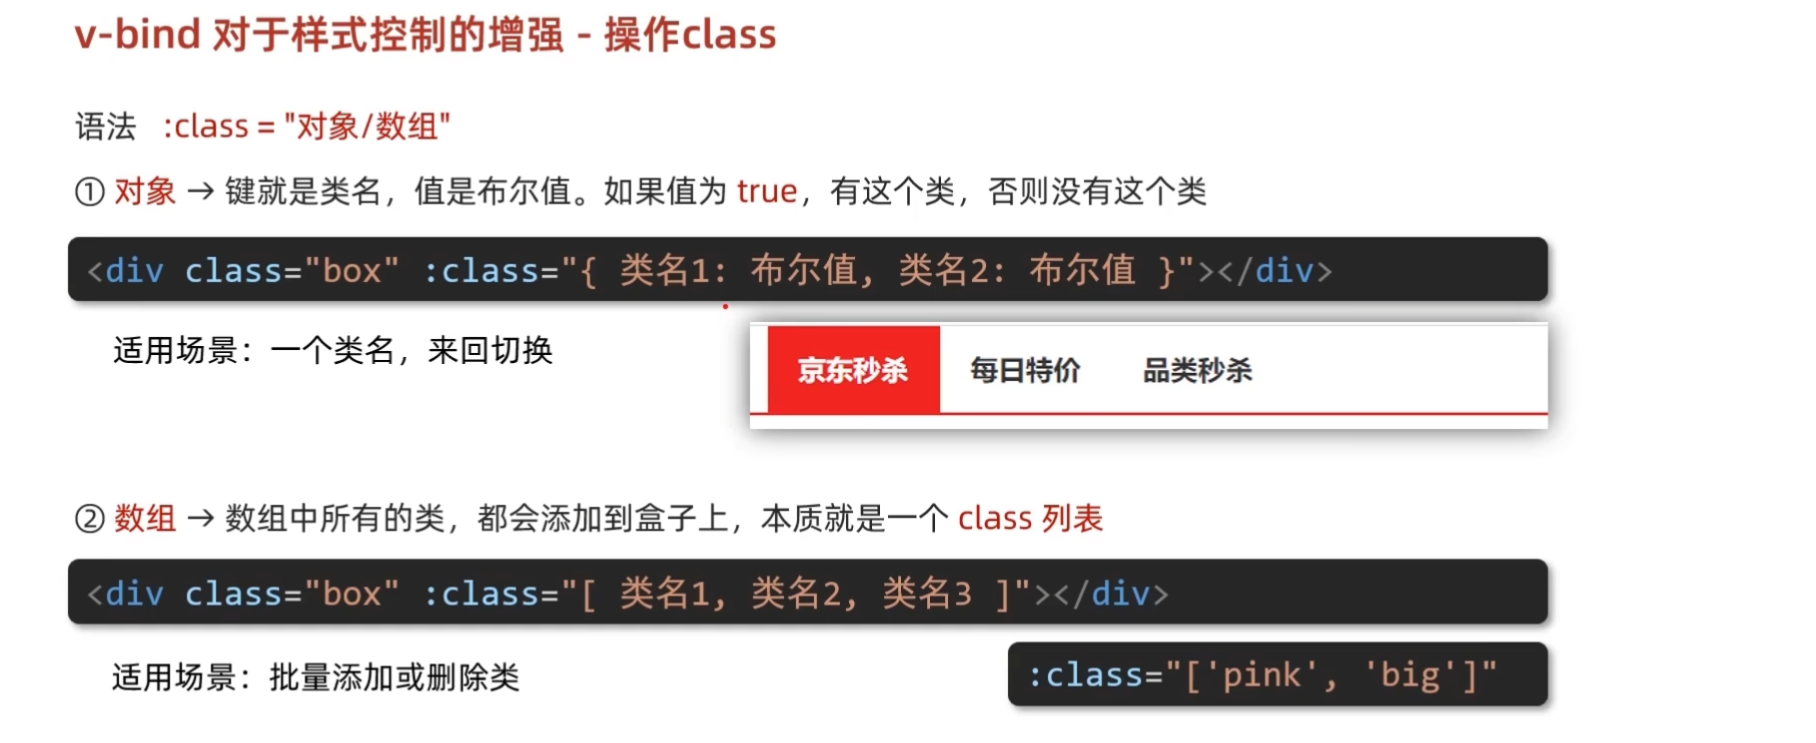 v-bind 对于样式控制的增强 - 操作class
语法 :class = "对象/数组"
① 对象 → 键就是类名，值是布尔值。如果值为 true，有这个类，否则没有这个类
<div class="box" :class="{ 类名1: 布尔值, 类名2: 布尔值 }"></div>
适用场景：一个类名，来回切换
京东秒杀 每日特价 品类秒杀
② 数组 → 数组中所有的类，都会添加到盒子上，本质就是一个 class 列表
<div class="box" :class="[ 类名1, 类名2, 类名3 ]"></div>
适用场景：批量添加或删除类
:class="['pink', 'big']"